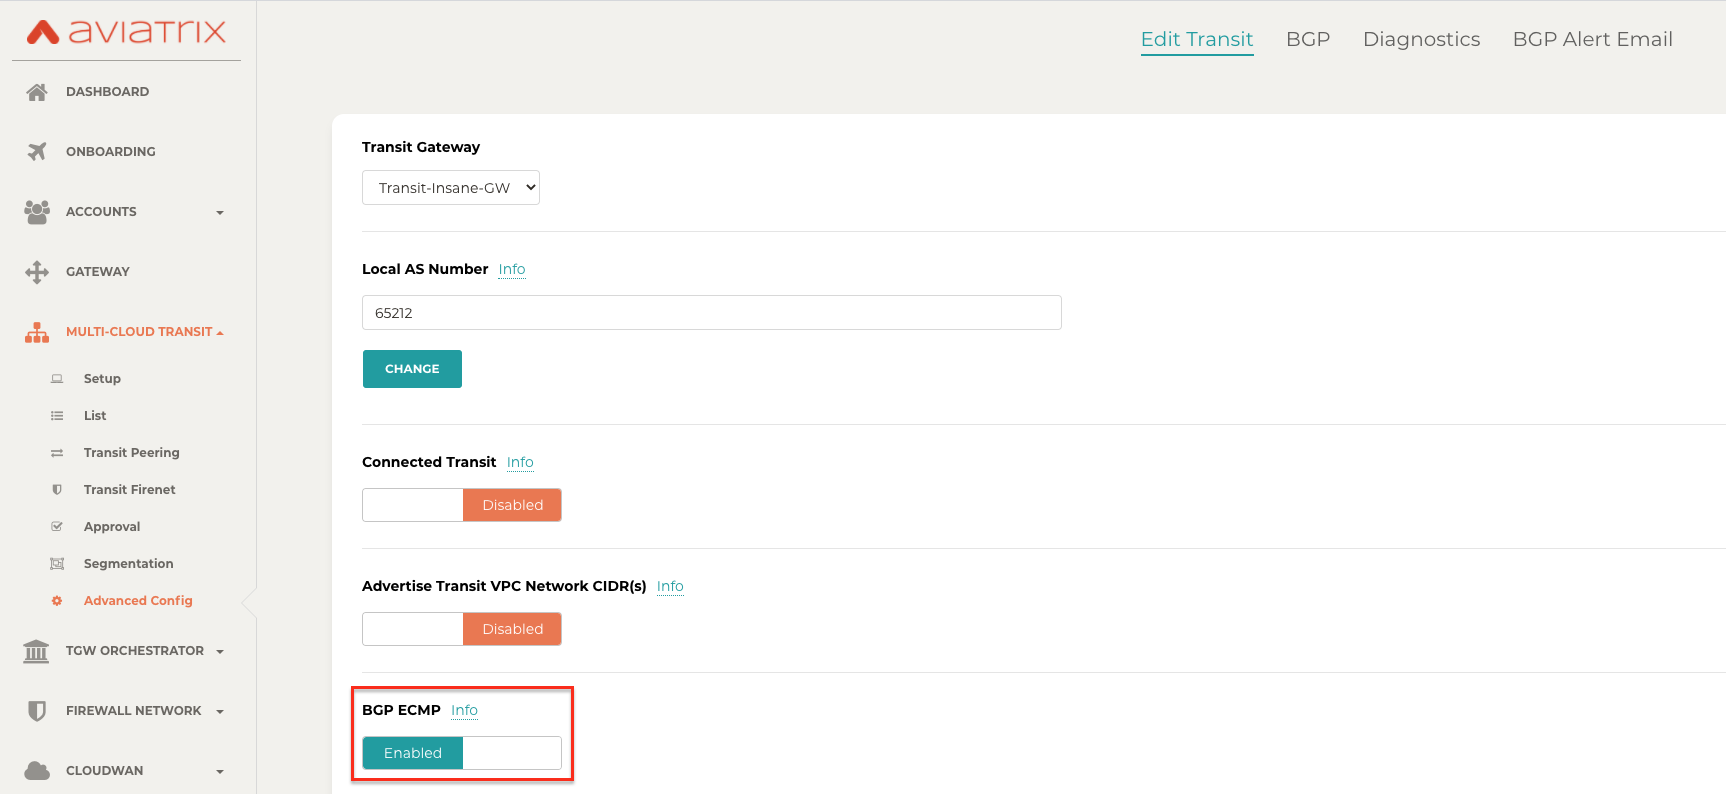 aviatrix
DASHBOARD
ONBOARDING
ACCOUNTS
GATEWAY
MULTI-CLOUD TRANSIT
Setup
List
Transit Peering
Transit Firenet
Approval
Segmentation
Advanced Config
TGW ORCHESTRATOR
FIREWALL NETWORK
CLOUDWAN
Edit Transit BGP Diagnostics BGP Alert Email
Transit Gateway
Transit-Insane-GW
Local AS Number Info
65212
CHANGE
Connected Transit Info
Disabled
Advertise Transit VPC Network CIDR(s) Info
Disabled
BGP ECMP Info
Enabled